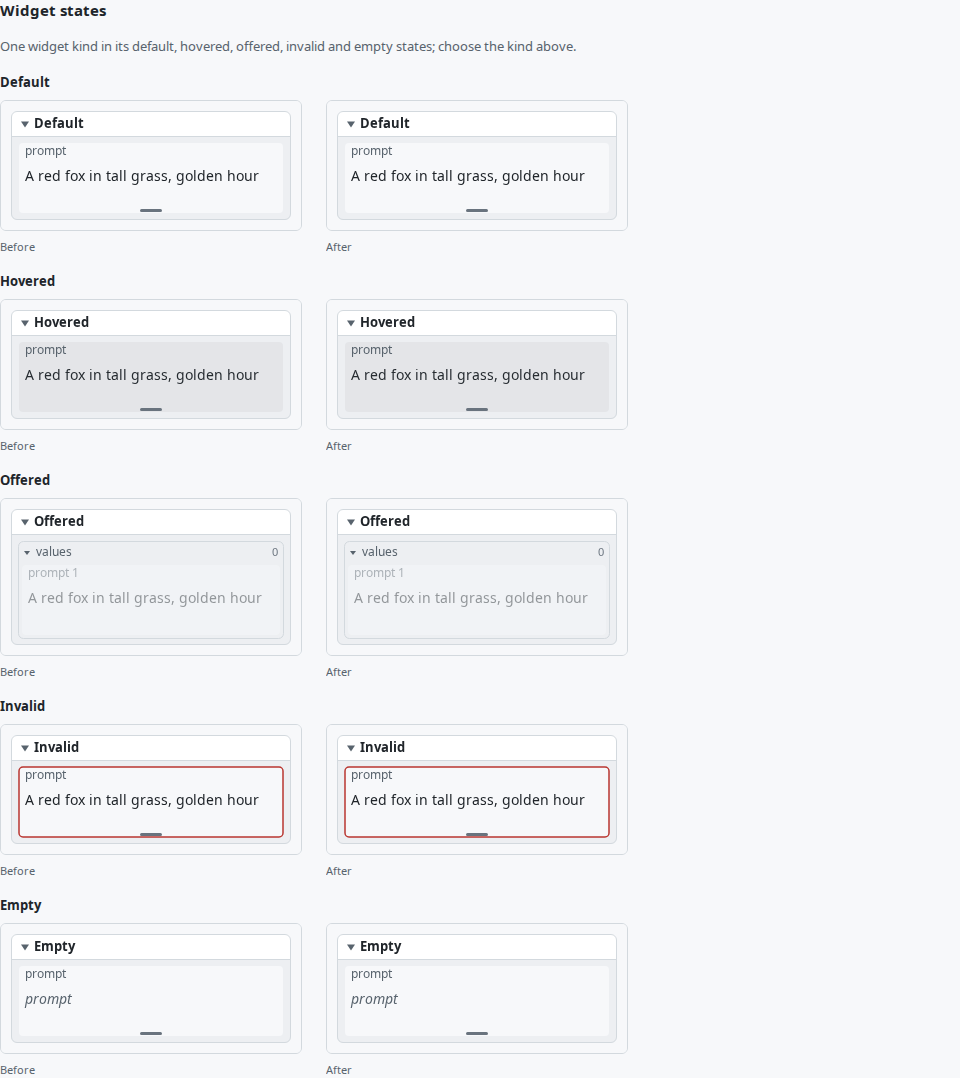 Widget states
One widget kind in its default, hovered, offered, invalid and empty states; choose the kind above.
Default
Default
prompt
A red fox in tall grass, golden hour
Before
Default
prompt
A red fox in tall grass, golden hour
After
Hovered
Hovered
prompt
A red fox in tall grass, golden hour
Before
Hovered
prompt
A red fox in tall grass, golden hour
After
Offered
Offered
values 0
prompt 1
A red fox in tall grass, golden hour
Before
Offered
values 0
prompt 1
A red fox in tall grass, golden hour
After
Invalid
Invalid
prompt
A red fox in tall grass, golden hour
Before
Invalid
prompt
A red fox in tall grass, golden hour
After
Empty
Empty
prompt
prompt
Before
Empty
prompt
prompt
After